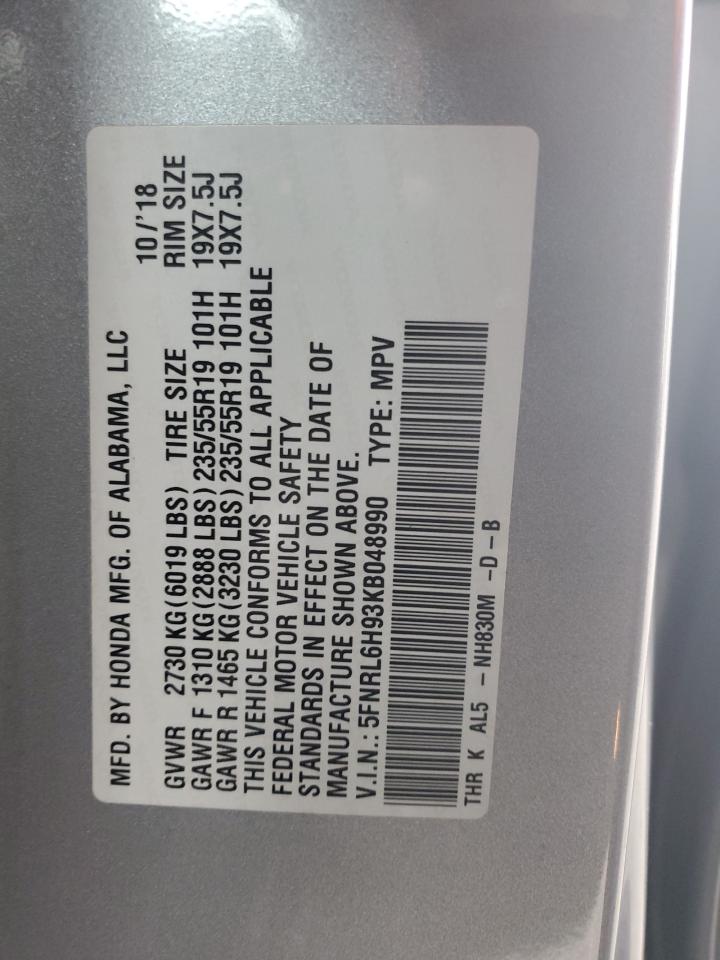 MFD. BY HONDA MFG. OF ALABAMA, LLC 10/'18
GVWR 2730 KG(6019 LBS) TIRE SIZE RIM SIZE
GAWR F 1310 KG(2888 LBS)235/55R19 101H 19X7.5J
GAWR R 1465 KG(3230 LBS)235/55R19 101H 19X7.5J
THIS VEHICLE CONFORMS TO ALL APPLICABLE
FEDERAL MOTOR VEHICLE SAFETY
STANDARDS IN EFFECT ON THE DATE OF
MANUFACTURE SHOWN ABOVE.
V.I.N.: 5FNRL6H93KB048990 TYPE: MPV
THR K AL5 - NH830M -D-B